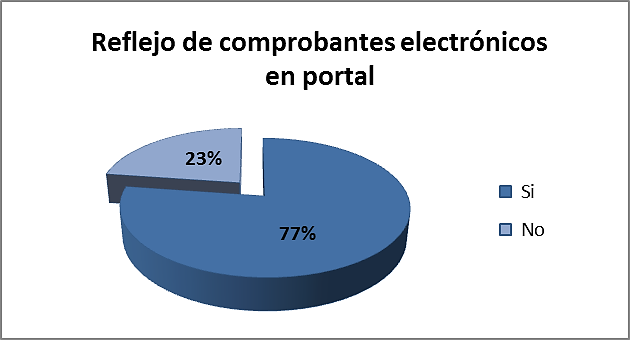 Reflejo de comprobantes electrónicos
en portal
23%
77%
Si
No